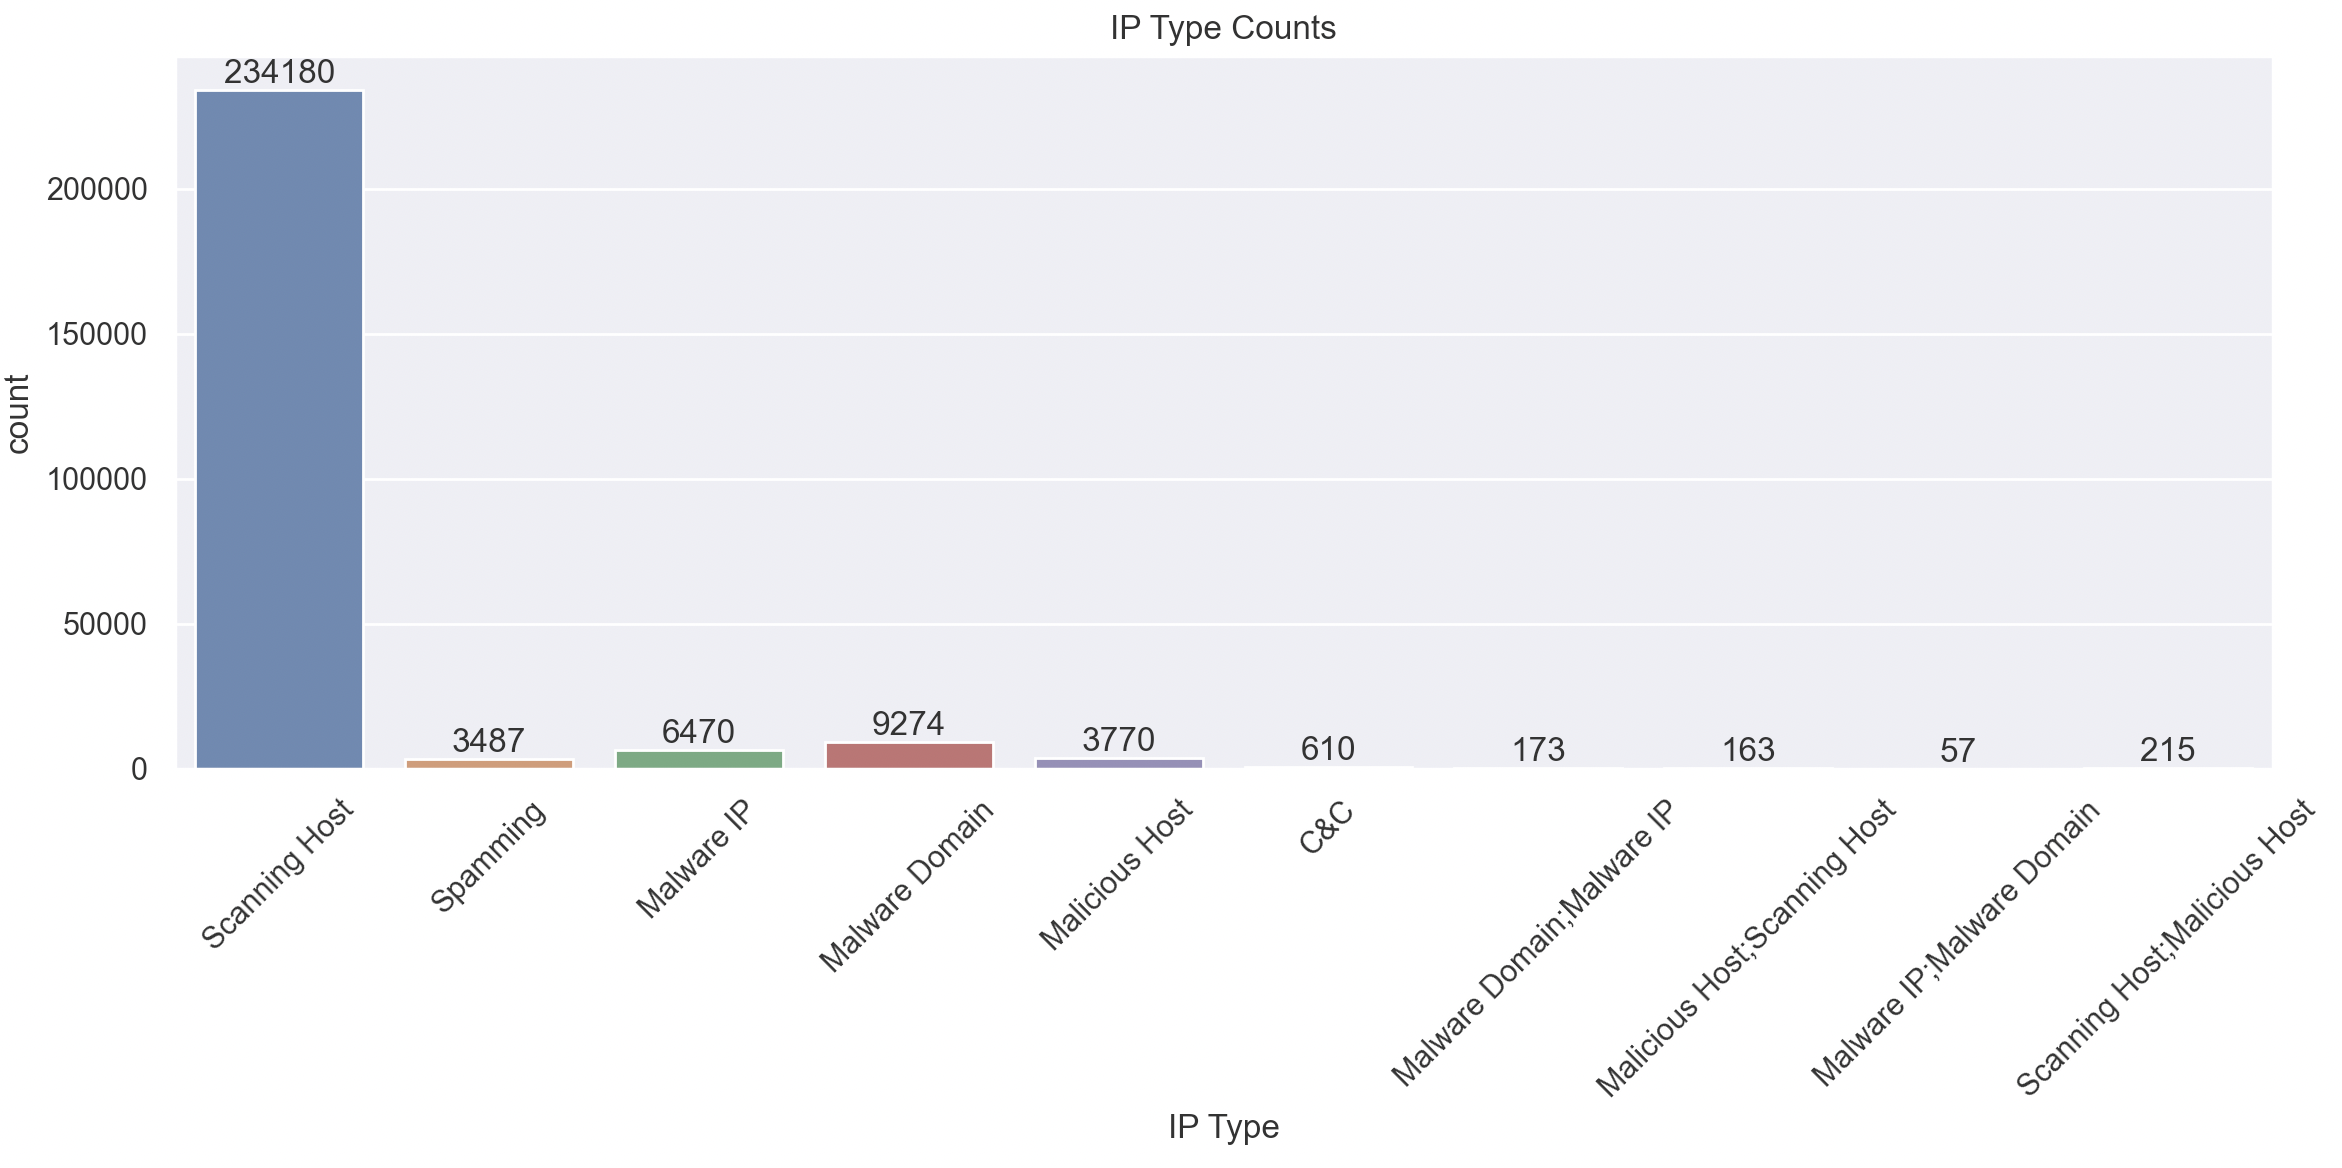 IP Type Counts
234180
200000
150000
100000
50000
0
count
3487
6470
9274
3770
610
173
163
57
215
Scanning Host
Spamming
Malware IP
Malware Domain
Malicious Host
C&C
Malware Domain;Malware IP
Malicious Host;Scanning Host
Malware IP;Malware Domain
Scanning Host;Malicious Host
IP Type